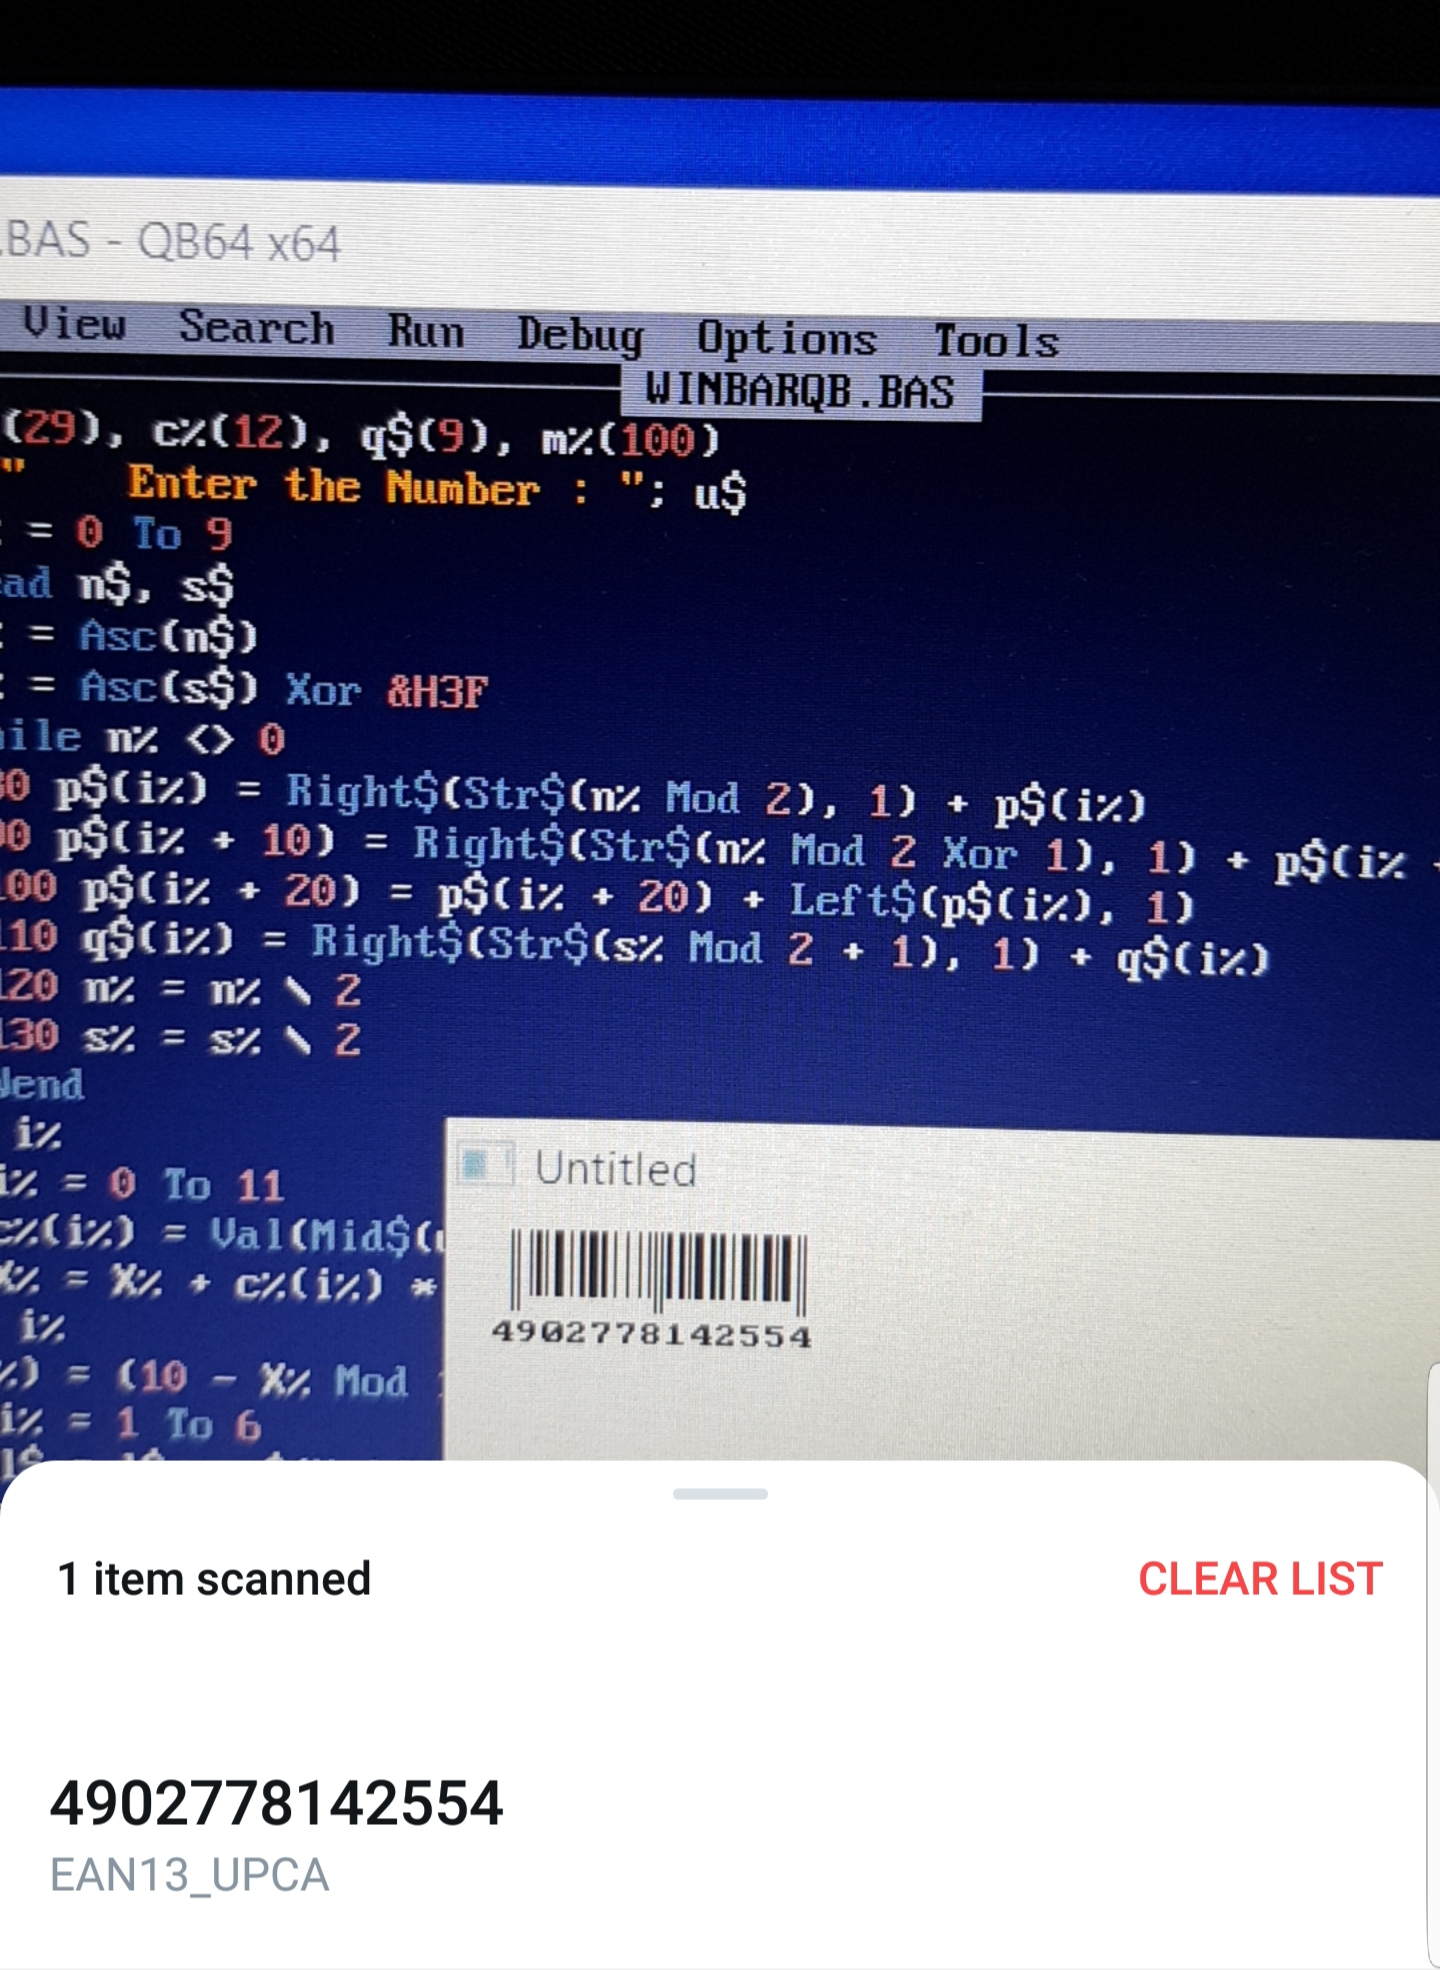 .BAS - QB64 x64
View Search Run Debug Options Tools
WINBARQB.BAS
(29), c%(12), q$(9), m%(100)
"    Enter the Number : "; u$
= 0 To 9
ad n$, s$
= Asc(n$)
= Asc(s$) Xor &H3F
ile n% <> 0
0 p$(i%) = Right$(Str$(n% Mod 2), 1) + p$(i%)
0 p$(i% + 10) = Right$(Str$(n% Mod 2 Xor 1), 1) + p$(i%
100 p$(i% + 20) = p$(i% + 20) + Left$(p$(i%), 1)
110 q$(i%) = Right$(Str$(s% Mod 2 + 1), 1) + q$(i%)
120 n% = n% \ 2
130 s% = s% \ 2
Wend
i%
i% = 0 To 11
c%(i%) = Val(Mid$(
X% = X% + c%(i%) *
i%
%) = (10 - X% Mod
i% = 1 To 6
Untitled
4902778142554
1 item scanned
CLEAR LIST
4902778142554
EAN13_UPCA